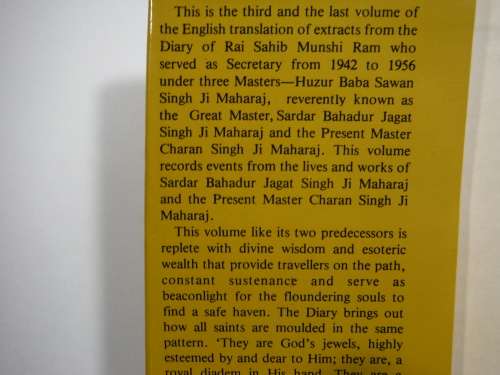 This is the third and the last volume of
the English translation of extracts from the
Diary of Rai Sahib Munshi Ram who
served as Secretary from 1942 to 1956
under three Masters—Huzur Baba Sawan
Singh Ji Maharaj, reverently known as
the Great Master, Sardar Bahadur Jagat
Singh Ji Maharaj and the Present Master
Charan Singh Ji Maharaj. This volume
records events from the lives and works of
Sardar Bahadur Jagat Singh Ji Maharaj
and the Present Master Charan Singh Ji
Maharaj.
This volume like its two predecessors is
replete with divine wisdom and esoteric
wealth that provide travellers on the path,
constant sustenance and serve as
beaconlight for the floundering souls to
find a safe haven. The Diary brings out
how all saints are moulded in the same
pattern. ‘They are God's jewels, highly
esteemed by and dear to Him; they are, a
royal diadem in His hand. They are a